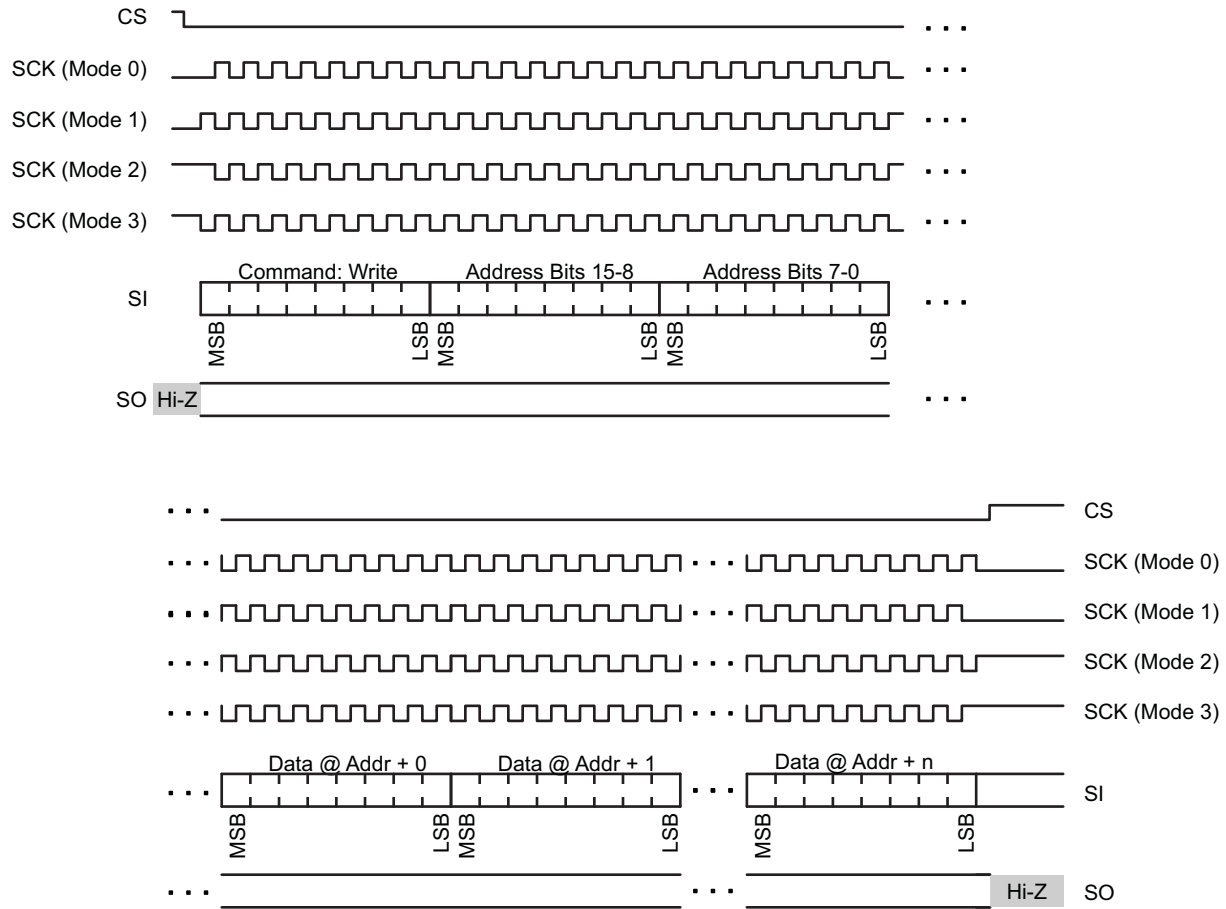 CS
SCK (Mode 0)
SCK (Mode 1)
SCK (Mode 2)
SCK (Mode 3)
Command: Write Address Bits 15-8 Address Bits 7-0
SI
MSB LSB MSB LSB MSB LSB
SO Hi-Z
CS
SCK (Mode 0)
SCK (Mode 1)
SCK (Mode 2)
SCK (Mode 3)
Data @ Addr + 0 Data @ Addr + 1 Data @ Addr + n
SI
MSB LSB MSB LSB MSB LSB
Hi-Z SO